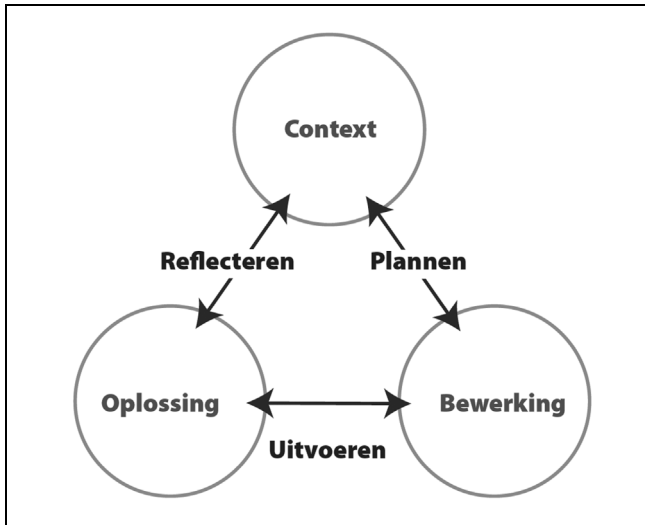 Context
Reflecteren
Plannen
Oplossing
Bewerking
Uitvoeren